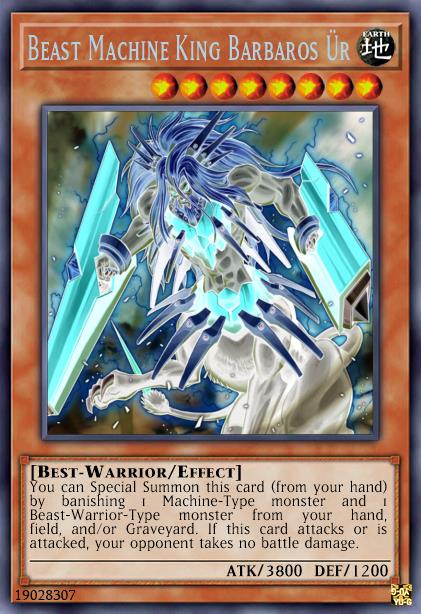 Beast Machine King Barbaros Ür
EARTH
地
[Best-Warrior/Effect]
You can Special Summon this card (from your hand)
by banishing 1 Machine-Type monster and 1
Beast-Warrior-Type monster from your hand,
field, and/or Graveyard. If this card attacks or is
attacked, your opponent takes no battle damage.
ATK/3800 DEF/1200
19028307